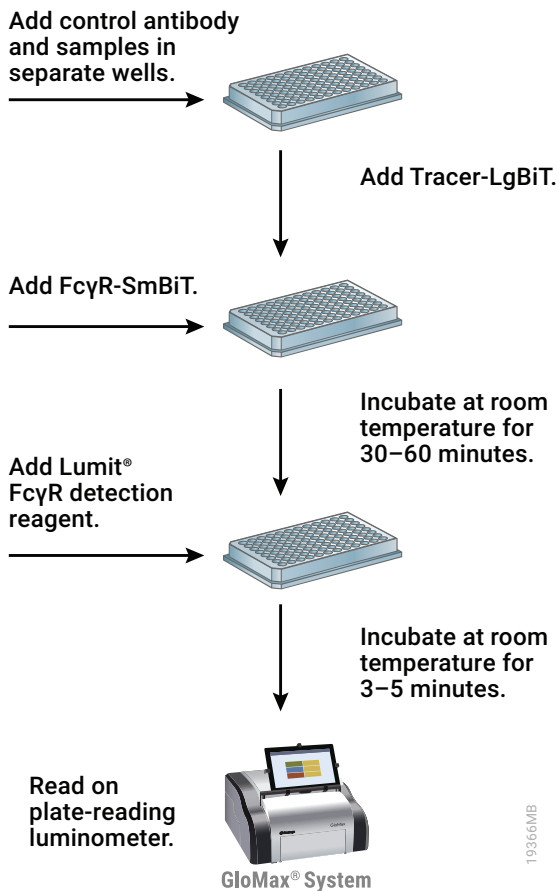 Add control antibody
and samples in
separate wells.
Add Tracer-LgBiT.
Add FcγR-SmBiT.
Incubate at room
temperature for
30–60 minutes.
Add Lumit®
FcγR detection
reagent.
Incubate at room
temperature for
3–5 minutes.
Read on
plate-reading
luminometer.
GloMax® System
19366MB